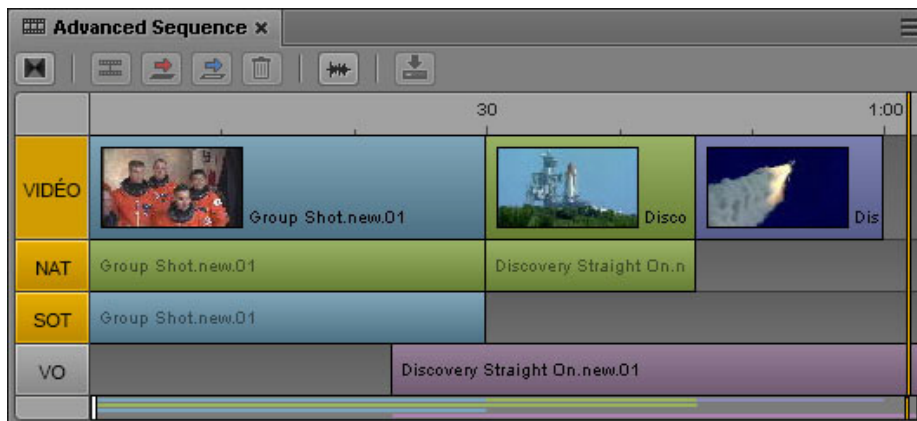 Advanced Sequence ×
30 1:00
VIDÉO
Group Shot.new.01
Disco
Dis
NAT
Group Shot.new.01
Discovery Straight On.n
SOT
Group Shot.new.01
VO
Discovery Straight On.new.01